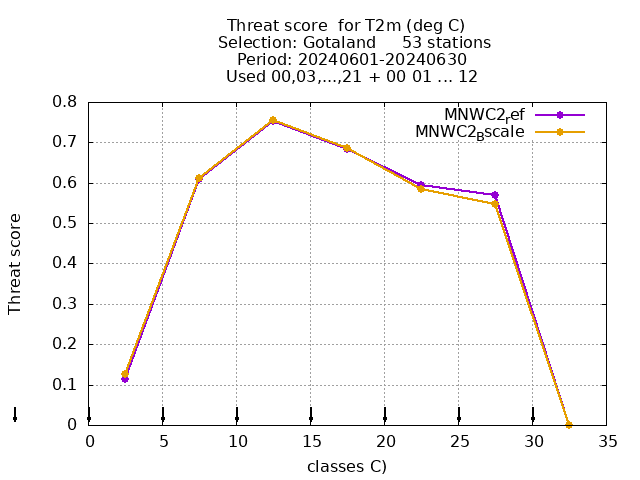 Threat score  for T2m (deg C)
Selection: Gotaland     53 stations
Period: 20240601-20240630
Used 00,03,...,21 + 00 01 ... 12
MNWC2ref
MNWC2Bscale
0.8
0.7
0.6
0.5
0.4
0.3
0.2
0.1
0
Threat score
0 5 10 15 20 25 30 35
classes C)